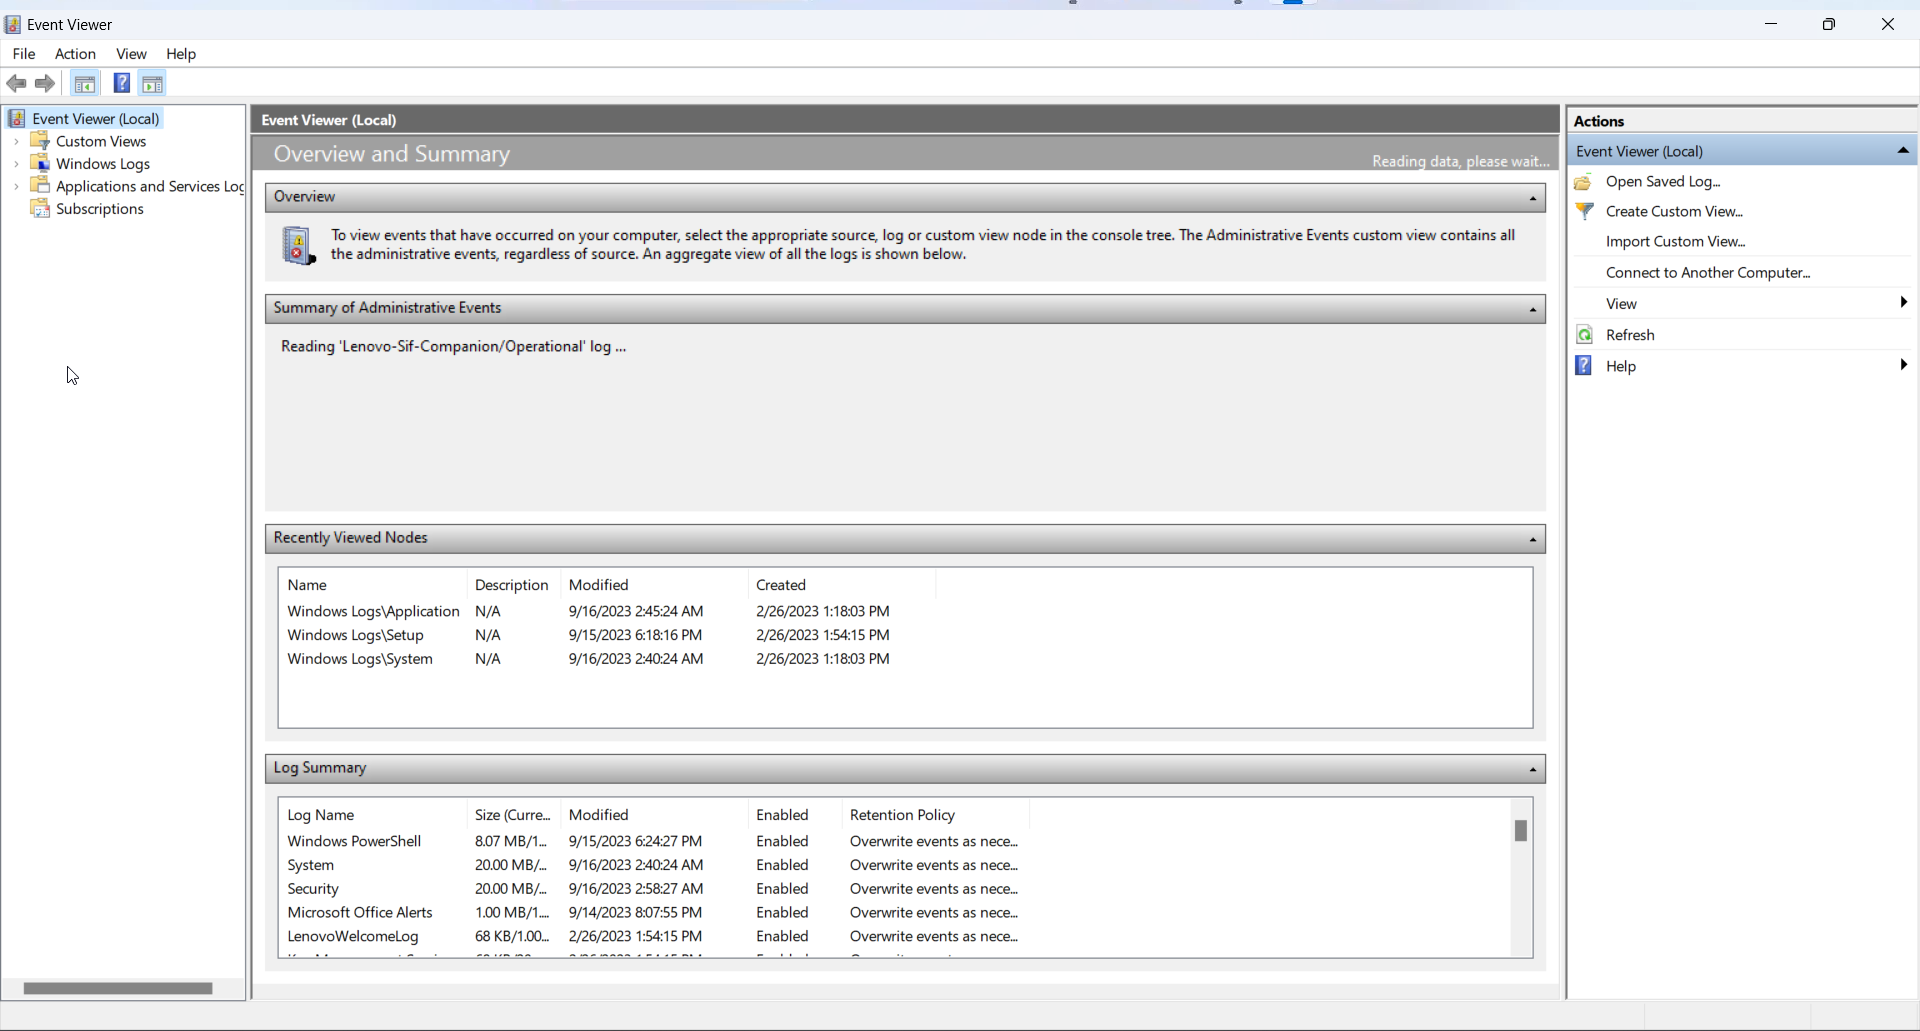 Event Viewer
File Action View Help
Event Viewer (Local)
Custom Views
Windows Logs
Applications and Services Log
Subscriptions
Event Viewer (Local)
Overview and Summary
Reading data, please wait...
Overview
To view events that have occurred on your computer, select the appropriate source, log or custom view node in the console tree. The Administrative Events custom view contains all
the administrative events, regardless of source. An aggregate view of all the logs is shown below.
Summary of Administrative Events
Reading 'Lenovo-Sif-Companion/Operational' log ...
Recently Viewed Nodes
Name Description Modified Created
Windows Logs\Application N/A 9/16/2023 2:45:24 AM 2/26/2023 1:18:03 PM
Windows Logs\Setup N/A 9/15/2023 6:18:16 PM 2/26/2023 1:54:15 PM
Windows Logs\System N/A 9/16/2023 2:40:24 AM 2/26/2023 1:18:03 PM
Log Summary
Log Name Size (Curre... Modified Enabled Retention Policy
Windows PowerShell 8.07 MB/1... 9/15/2023 6:24:27 PM Enabled Overwrite events as nece...
System 20.00 MB/... 9/16/2023 2:40:24 AM Enabled Overwrite events as nece...
Security 20.00 MB/... 9/16/2023 2:58:27 AM Enabled Overwrite events as nece...
Microsoft Office Alerts 1.00 MB/1.... 9/14/2023 8:07:55 PM Enabled Overwrite events as nece...
LenovoWelcomeLog 68 KB/1.00... 2/26/2023 1:54:15 PM Enabled Overwrite events as nece...
Actions
Event Viewer (Local)
Open Saved Log...
Create Custom View...
Import Custom View...
Connect to Another Computer...
View
Refresh
Help